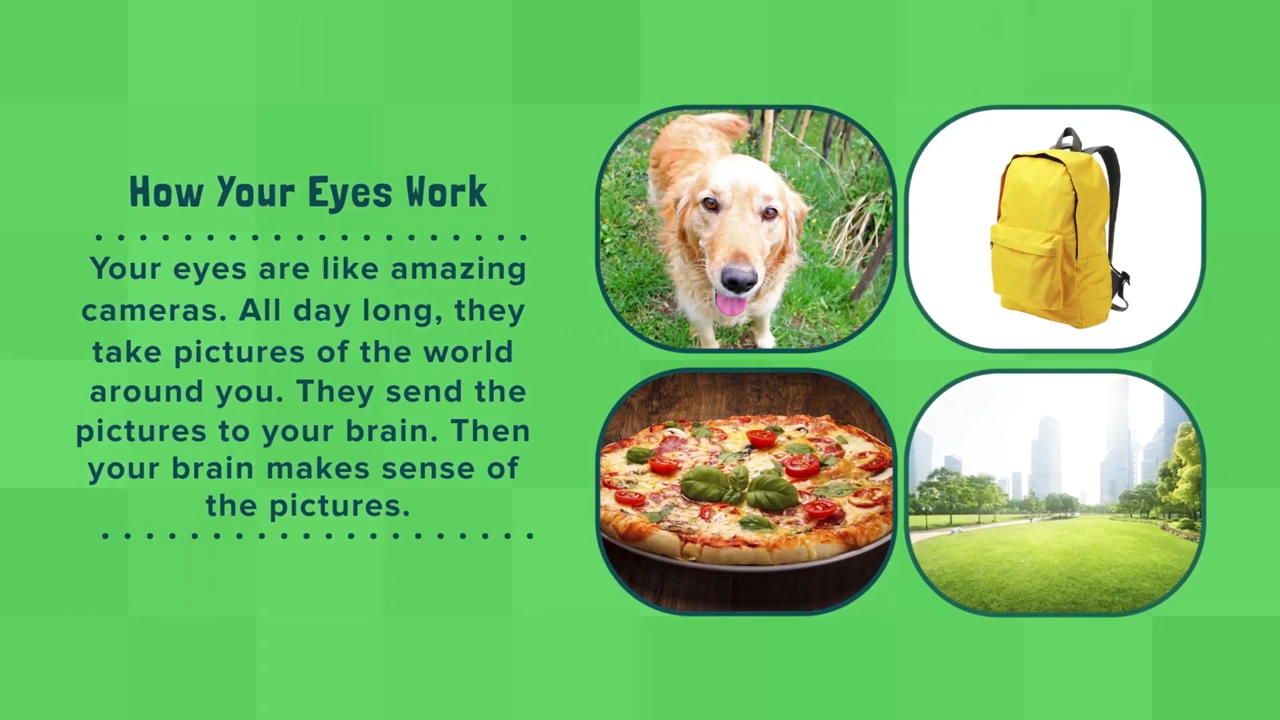 How Your Eyes Work
Your eyes are like amazing
cameras. All day long, they
take pictures of the world
around you. They send the
pictures to your brain. Then
your brain makes sense of
the pictures.